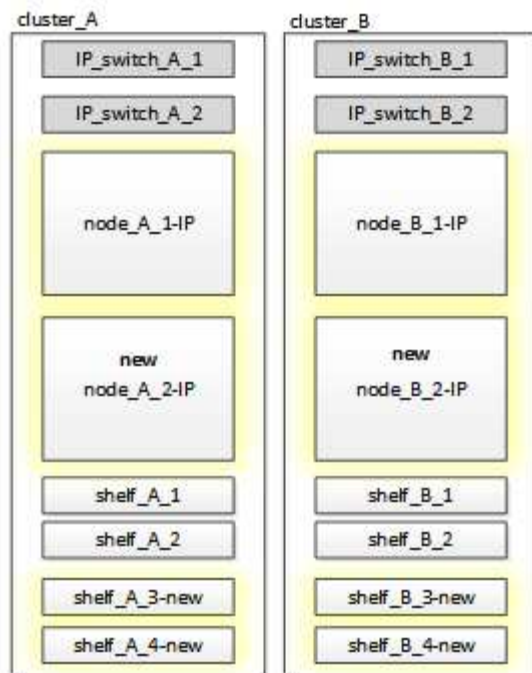 cluster_A
IP_switch_A_1
IP_switch_A_2
node_A_1-IP
new
node_A_2-IP
shelf_A_1
shelf_A_2
shelf_A_3-new
shelf_A_4-new
cluster_B
IP_switch_B_1
IP_switch_B_2
node_B_1-IP
new
node_B_2-IP
shelf_B_1
shelf_B_2
shelf_B_3-new
shelf_B_4-new